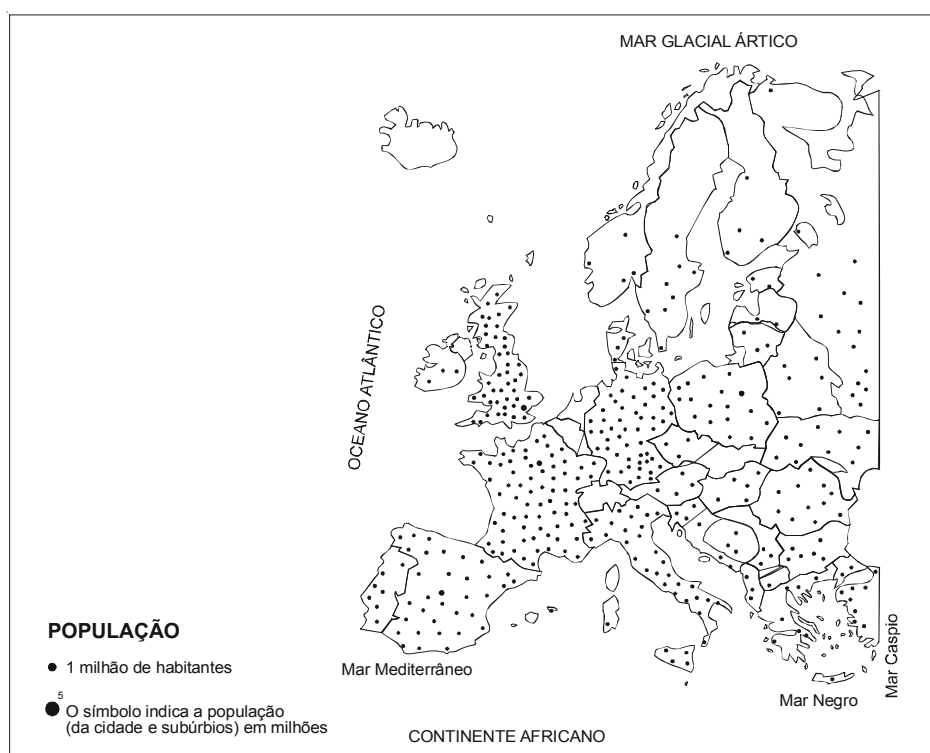 MAR GLACIAL ÁRTICO
OCEANO ATLÂNTICO
POPULAÇÃO
1 milhão de habitantes
5
O símbolo indica a população
(da cidade e subúrbios) em milhões
Mar Mediterrâneo
CONTINENTE AFRICANO
Mar Negro
Mar Caspio